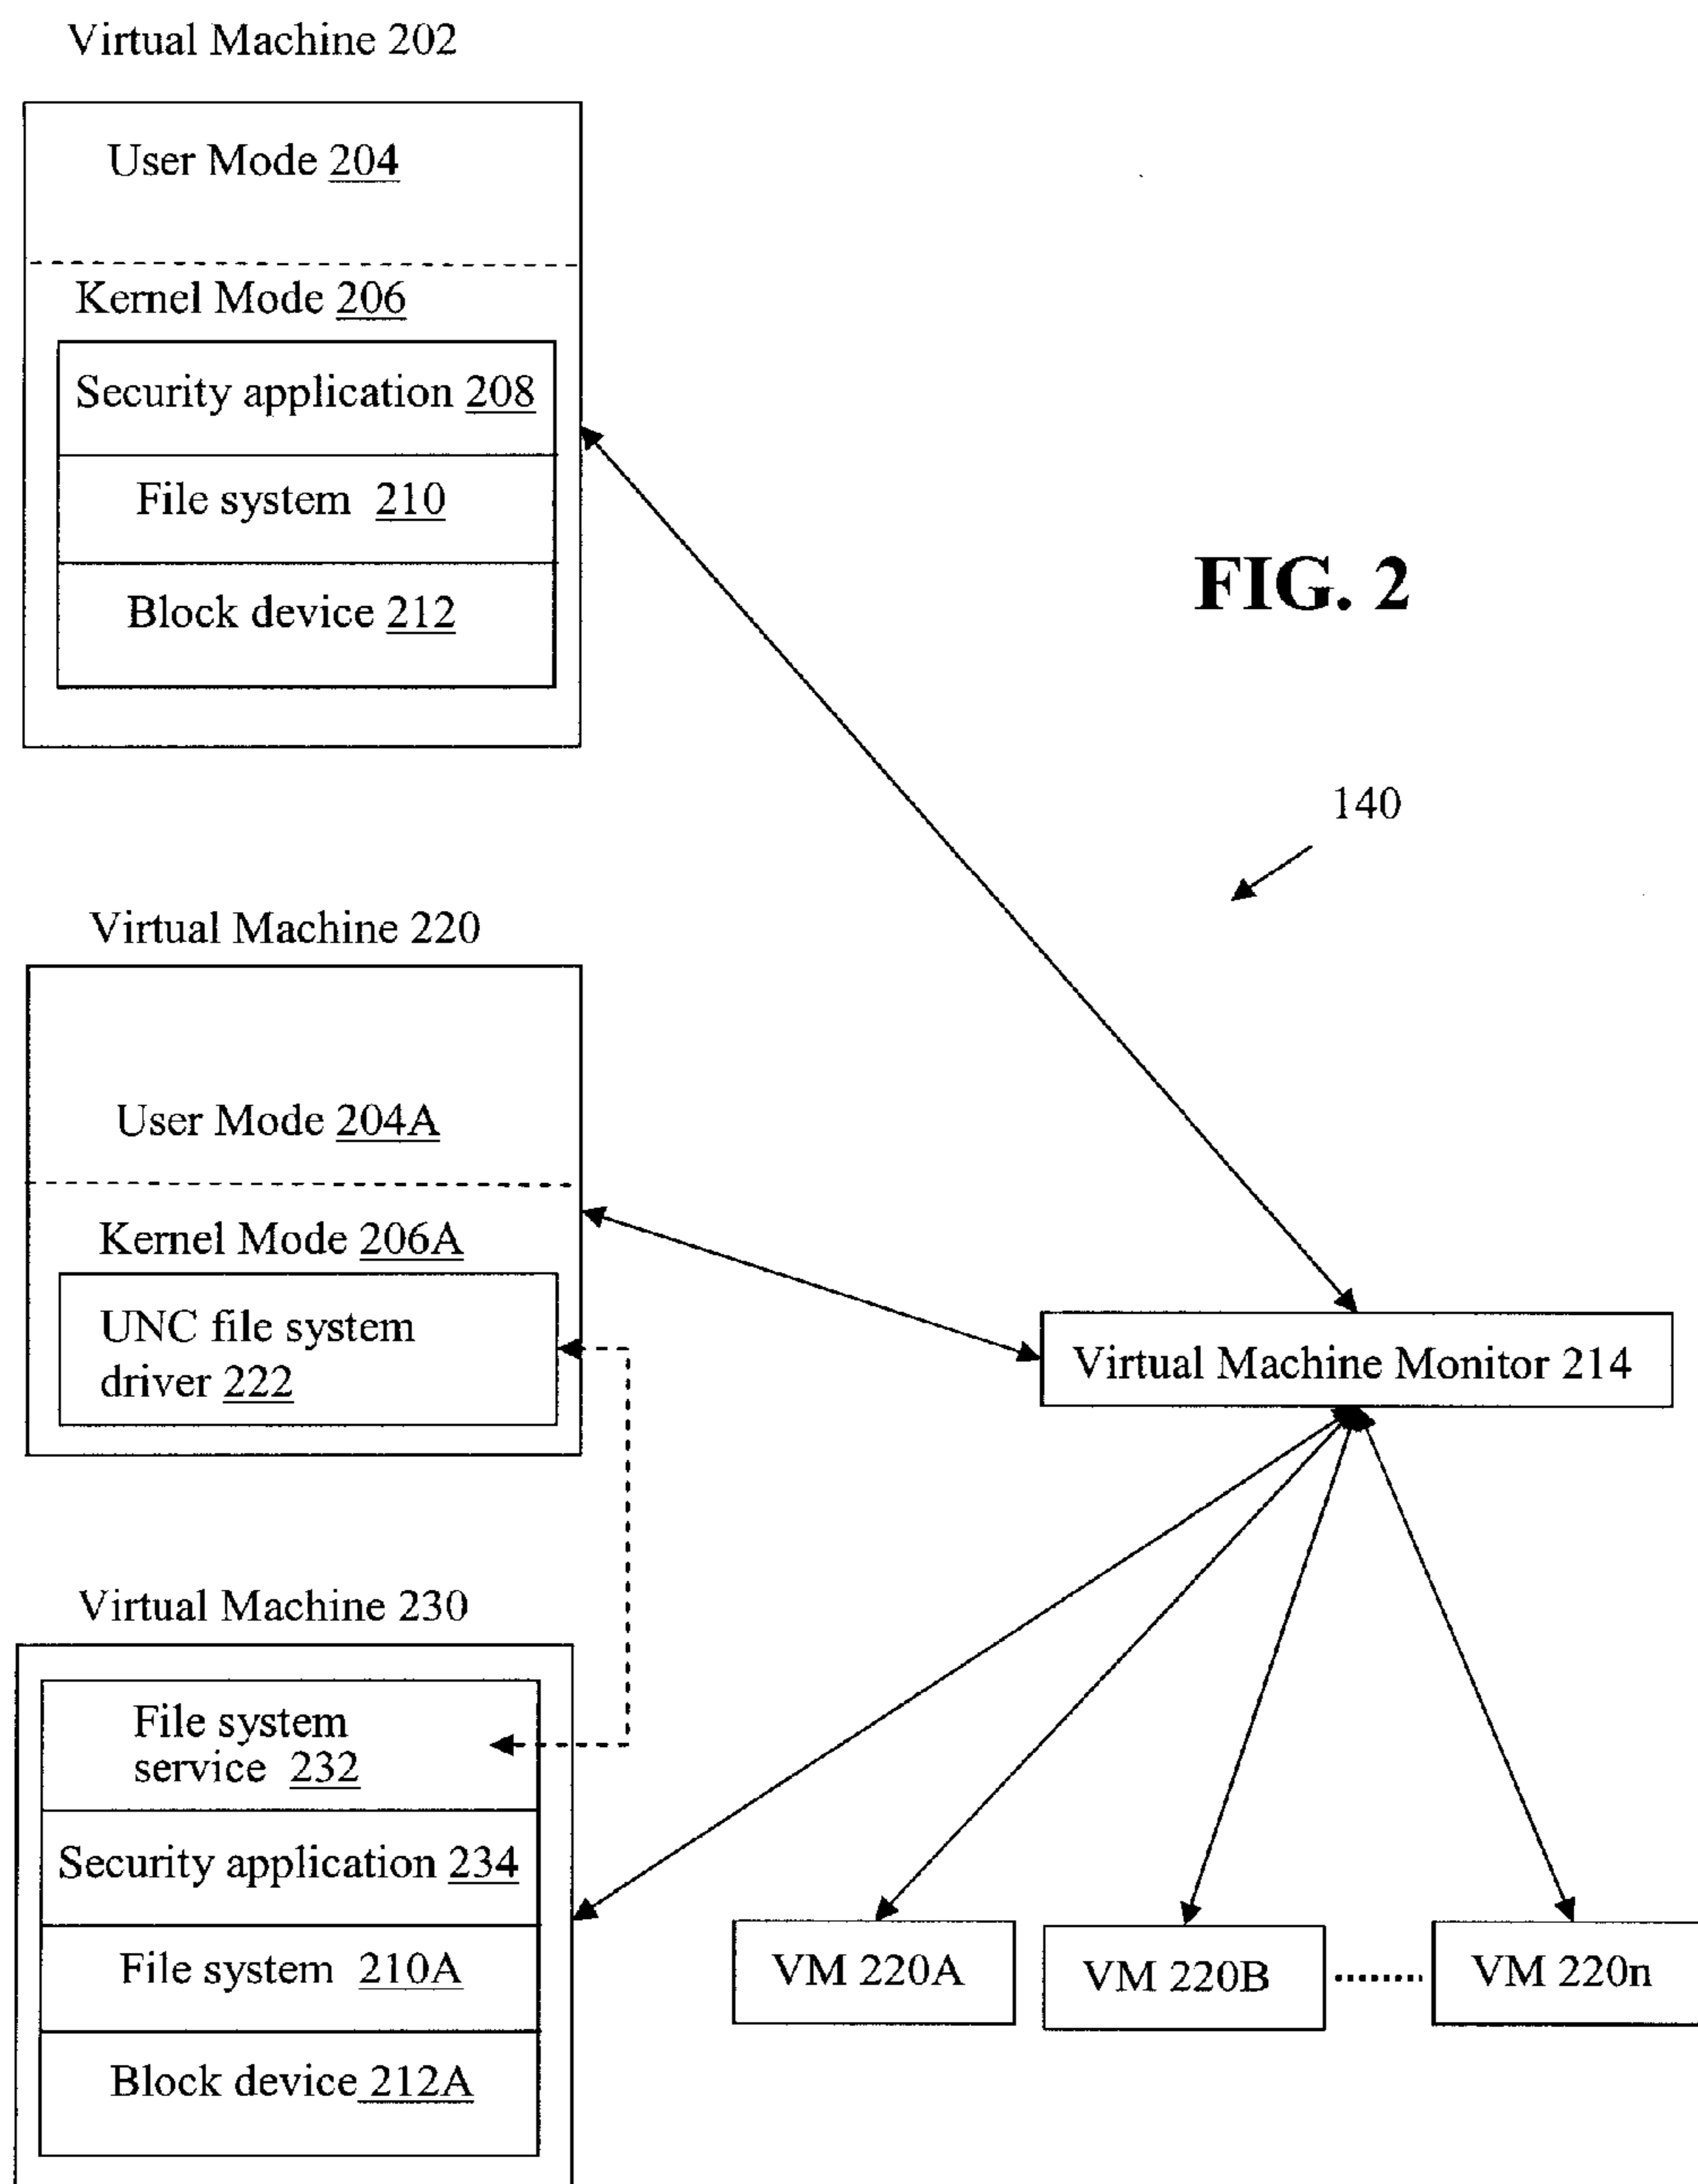 Virtual Machine 202
User Mode 204
Kernel Mode 206
Security application 208
File system 210
Block device 212
FIG. 2
140
Virtual Machine 220
User Mode 204A
Kernel Mode 206A
UNC file system
driver 222
Virtual Machine Monitor 214
Virtual Machine 230
File system
service 232
Security application 234
File system 210A
Block device 212A
VM 220A
VM 220B
........
VM 220n